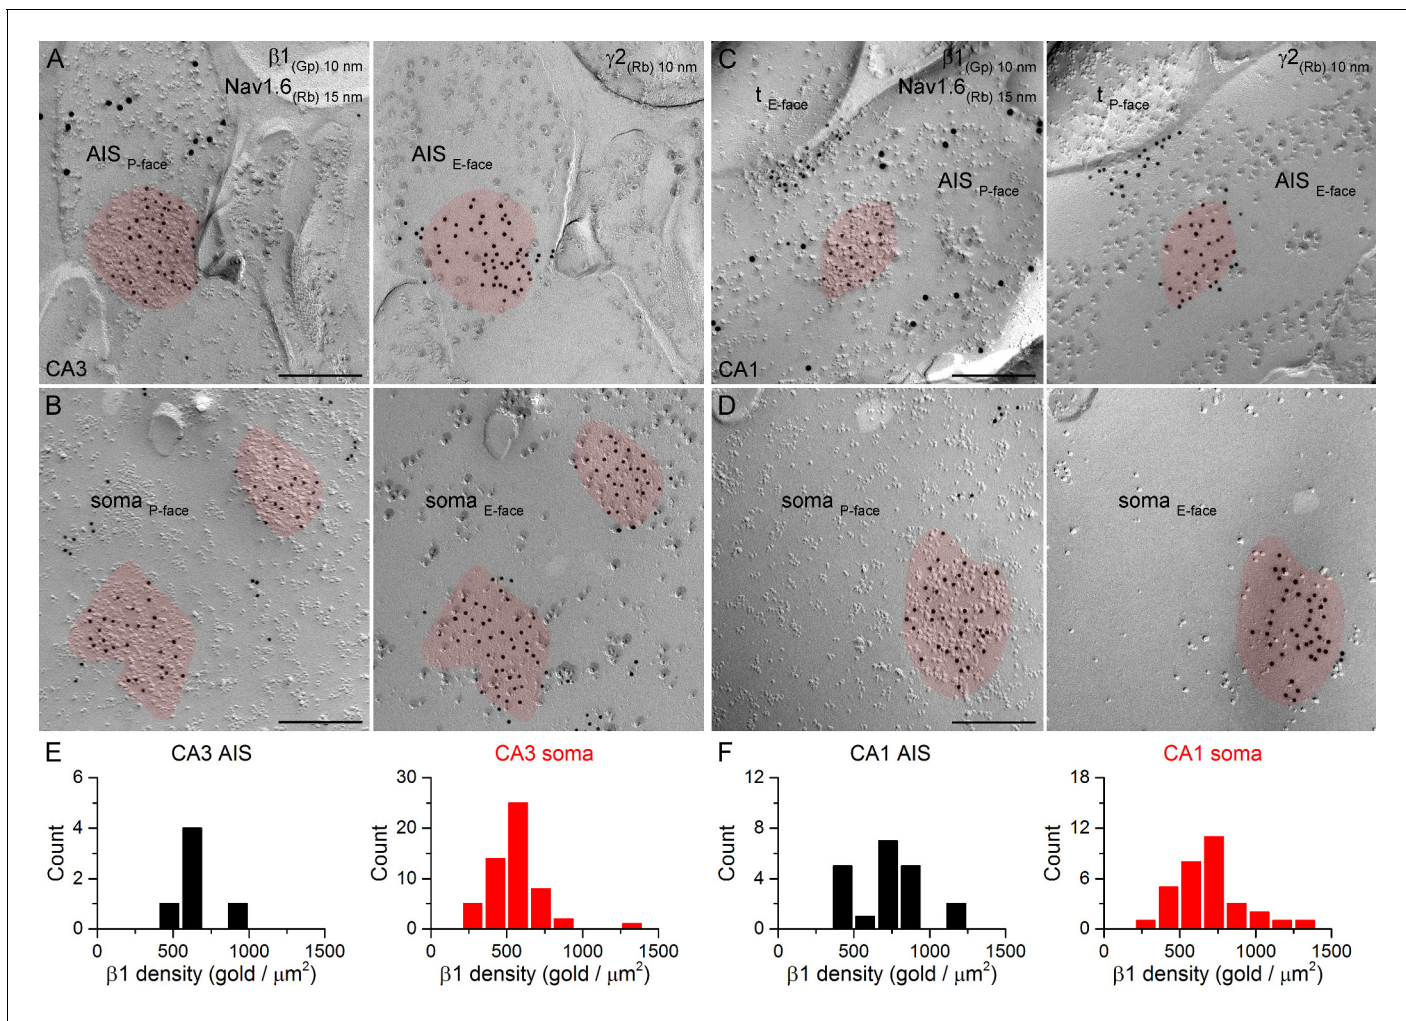 A
β1(Gp) 10 nm
Nav1.6(Rb) 15 nm
AIS P-face
CA3
γ2(Rb) 10 nm
AIS E-face
C
β1(Gp) 10 nm
Nav1.6(Rb) 15 nm
t E-face
AIS P-face
CA1
γ2(Rb) 10 nm
t P-face
AIS E-face
B
soma P-face
soma E-face
D
soma P-face
soma E-face
E
CA3 AIS
6
4
2
0
Count
0 500 1000 1500
β1 density (gold / μm²)
CA3 soma
30
20
10
0
Count
0 500 1000 1500
β1 density (gold / μm²)
F
CA1 AIS
12
8
4
0
Count
0 500 1000 1500
β1 density (gold / μm²)
CA1 soma
18
12
6
0
Count
0 500 1000 1500
β1 density (gold / μm²)